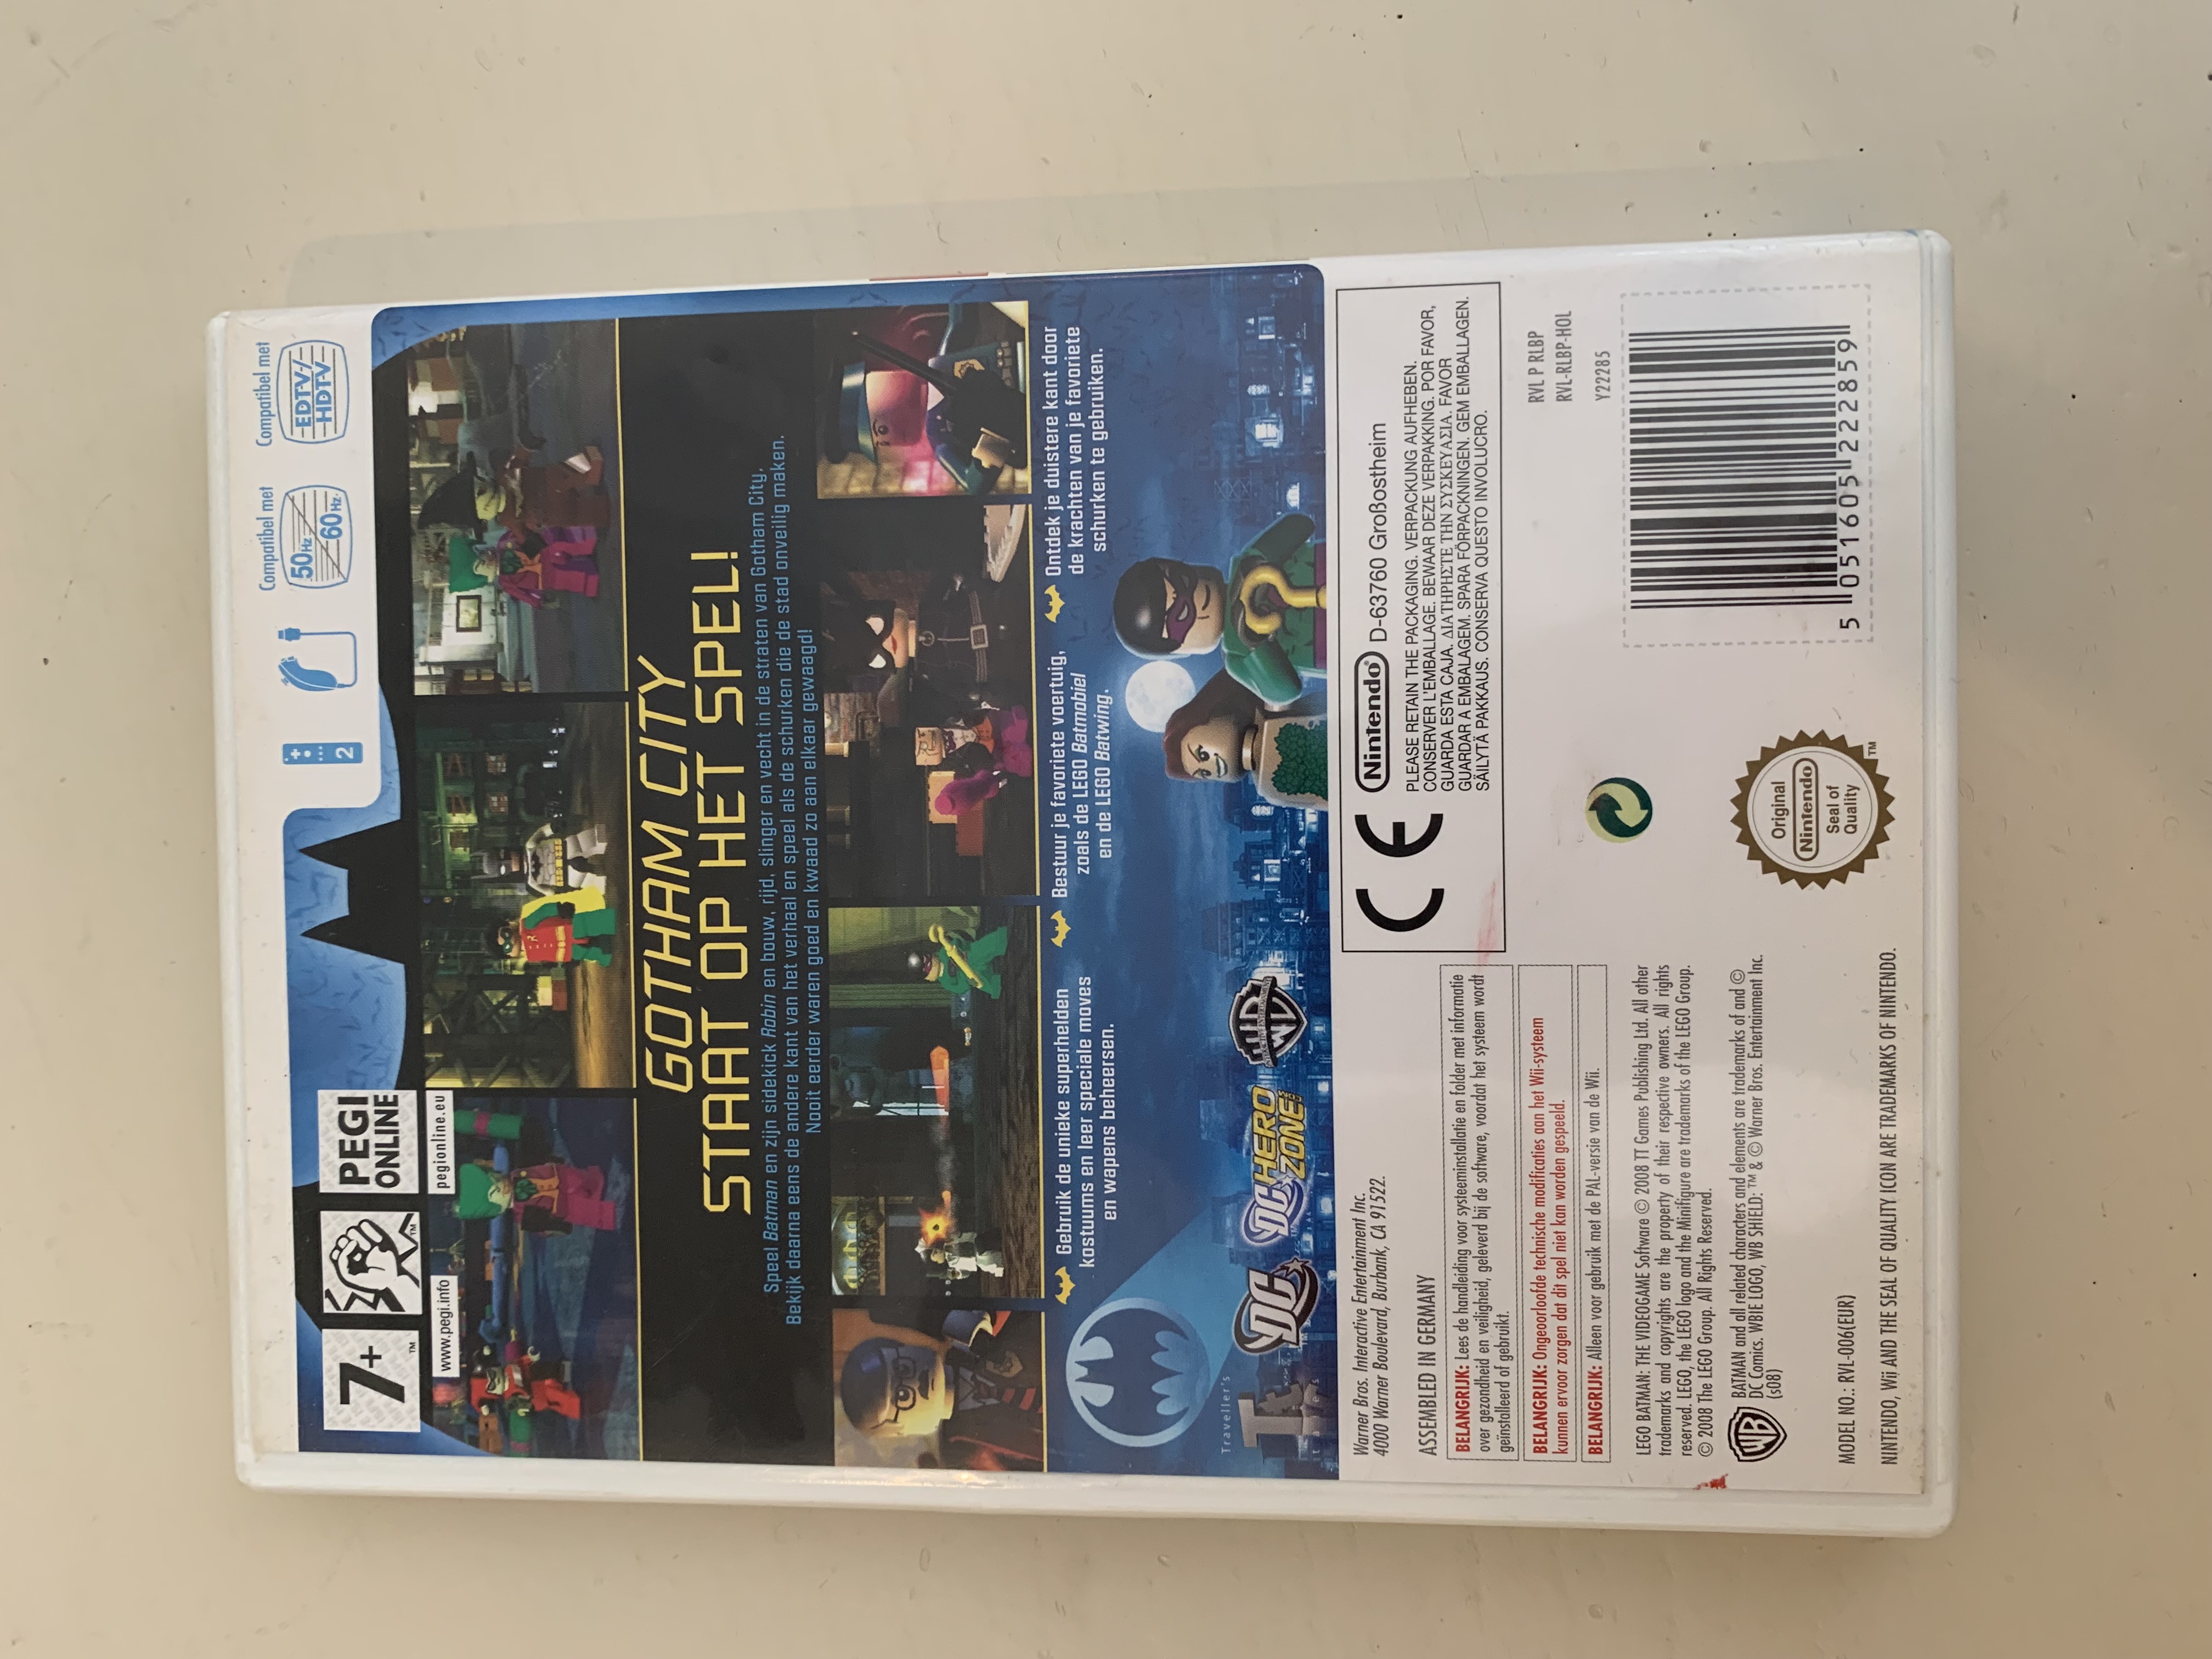 Compatibel met
Compatibel met
50Hz
60Hz
EDTV/
HDTV
2
7+
™
™
PEGI
ONLINE
www.pegi.info
pegionline.eu
GOTHAM CITY
STAAT OP HET SPEL!
Speel Batman en zijn sidekick Robin en bouw, rijd, slinger en vecht in de straten van Gotham City.
Bekijk daarna eens de andere kant van het verhaal en speel als de schurken die de stad onveilig maken.
Nooit eerder waren goed en kwaad zo aan elkaar gewaagd!
Gebruik de unieke superhelden
kostuums en leer speciale moves
en wapens beheersen.
Bestuur je favoriete voertuig,
zoals de LEGO Batmobiel
en de LEGO Batwing.
Ontdek je duistere kant door
de krachten van je favoriete
schurken te gebruiken.
Traveller's
Tt
tales
DC
DC HERO
ZONE.COM
WB
INTERACTIVE ENTERTAINMENT
Warner Bros. Interactive Entertainment Inc.
4000 Warner Boulevard, Burbank, CA 91522.
ASSEMBLED IN GERMANY
BELANGRIJK: Lees de handleiding voor systeeminstallatie en folder met informatie
over gezondheid en veiligheid, geleverd bij de software, voordat het systeem wordt
geïnstalleerd of gebruikt.
BELANGRIJK: Ongeoorloofde technische modificaties aan het Wii-systeem
kunnen ervoor zorgen dat dit spel niet kan worden gespeeld.
BELANGRIJK: Alleen voor gebruik met de PAL-versie van de Wii.
CE
Nintendo® D-63760 Großostheim
PLEASE RETAIN THE PACKAGING. VERPACKUNG AUFHEBEN.
CONSERVER L'EMBALLAGE. BEWAAR DEZE VERPAKKING. POR FAVOR,
GUARDA ESTA CAJA. ΔΙΑΤΗΡΗΣΤΕ ΤΗΝ ΣΥΣΚΕΥΑΣΙΑ. FAVOR
GUARDAR A EMBALAGEM. SPARA FÖRPACKNINGEN. GEM EMBALLAGEN.
SÄILYTÄ PAKKAUS. CONSERVA QUESTO INVOLUCRO.
RVL P RLBP
RVL-RLBP-HOL
Y22285
LEGO BATMAN: THE VIDEOGAME Software © 2008 TT Games Publishing Ltd. All other
trademarks and copyrights are the property of their respective owners. All rights
reserved. LEGO, the LEGO logo and the Minifigure are trademarks of the LEGO Group.
© 2008 The LEGO Group. All Rights Reserved.
WB
BATMAN and all related characters and elements are trademarks of and ©
DC Comics. WBIE LOGO, WB SHIELD: ™ & © Warner Bros. Entertainment Inc.
(s08)
Original
Nintendo
Seal of
Quality
™
5 051605 222859
MODEL NO.: RVL-006(EUR)
NINTENDO, Wii AND THE SEAL OF QUALITY ICON ARE TRADEMARKS OF NINTENDO.